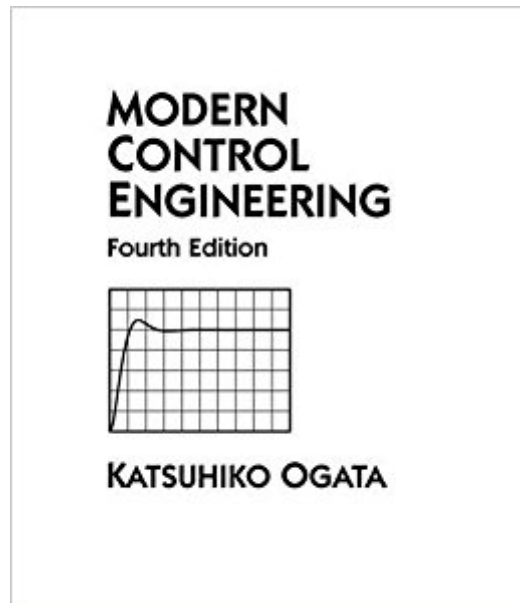 MODERN
CONTROL
ENGINEERING
Fourth Edition
KATSUHIKO OGATA